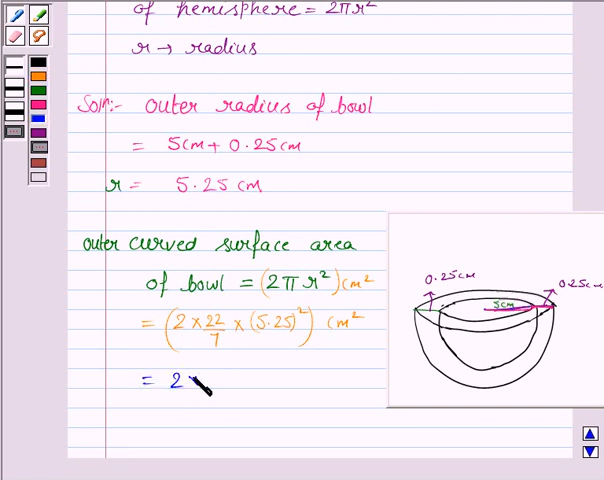 of hemisphere = 2πr²
r → radius
Soln:- outer radius of bowl
= 5cm + 0.25cm
r = 5.25 cm
outer curved surface area
of bowl = (2πr²)cm²
= (2 × 22/7 × (5.25)²) cm²
= 2
0.25cm
0.25cm
5cm